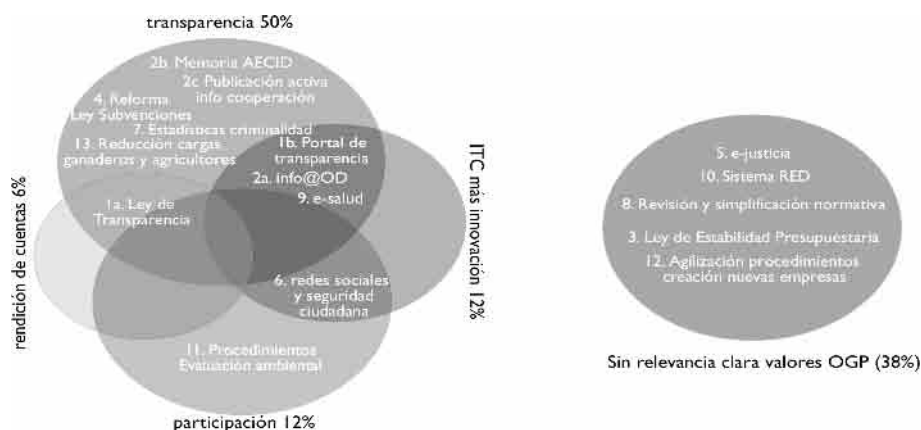 transparencia 50%
2b. Memoria AECID
2c Publicación activa
info cooperación
4. Reforma
Ley Subvenciones
7. Estadísticas criminalidad
13. Reducción cargas
ganaderos y agricultores
1b. Portal de
transparencia
2a. info@OD
9. e-salud
1a. Ley de
Transparencia
6. redes sociales
y seguridad
ciudadana
11. Procedimientos
Evaluación ambiental
rendición de cuentas 6%
ITC más innovación 12%
participación 12%
5. e-justicia
10. Sistema RED
8. Revisión y simplificación normativa
3. Ley de Estabilidad Presupuestaria
12. Agilización procedimientos
creación nuevas empresas
Sin relevancia clara valores OGP (38%)